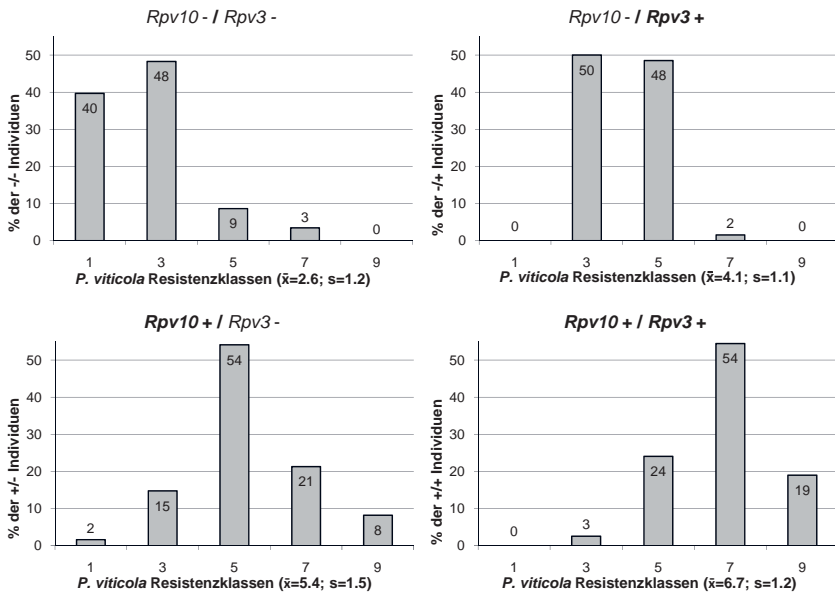 Rpv10 - / Rpv3 -
% der -/- Individuen
50
40
30
20
10
0
40
48
9
3
0
1 3 5 7 9
P. viticola Resistenzklassen (x̄=2.6; s=1.2)
Rpv10 - / Rpv3 +
% der -/+ Individuen
50
40
30
20
10
0
0
50
48
2
0
1 3 5 7 9
P. viticola Resistenzklassen (x̄=4.1; s=1.1)
Rpv10 + / Rpv3 -
% der +/- Individuen
50
40
30
20
10
0
2
15
54
21
8
1 3 5 7 9
P. viticola Resistenzklassen (x̄=5.4; s=1.5)
Rpv10 + / Rpv3 +
% der +/+ Individuen
50
40
30
20
10
0
0
3
24
54
19
1 3 5 7 9
P. viticola Resistenzklassen (x̄=6.7; s=1.2)